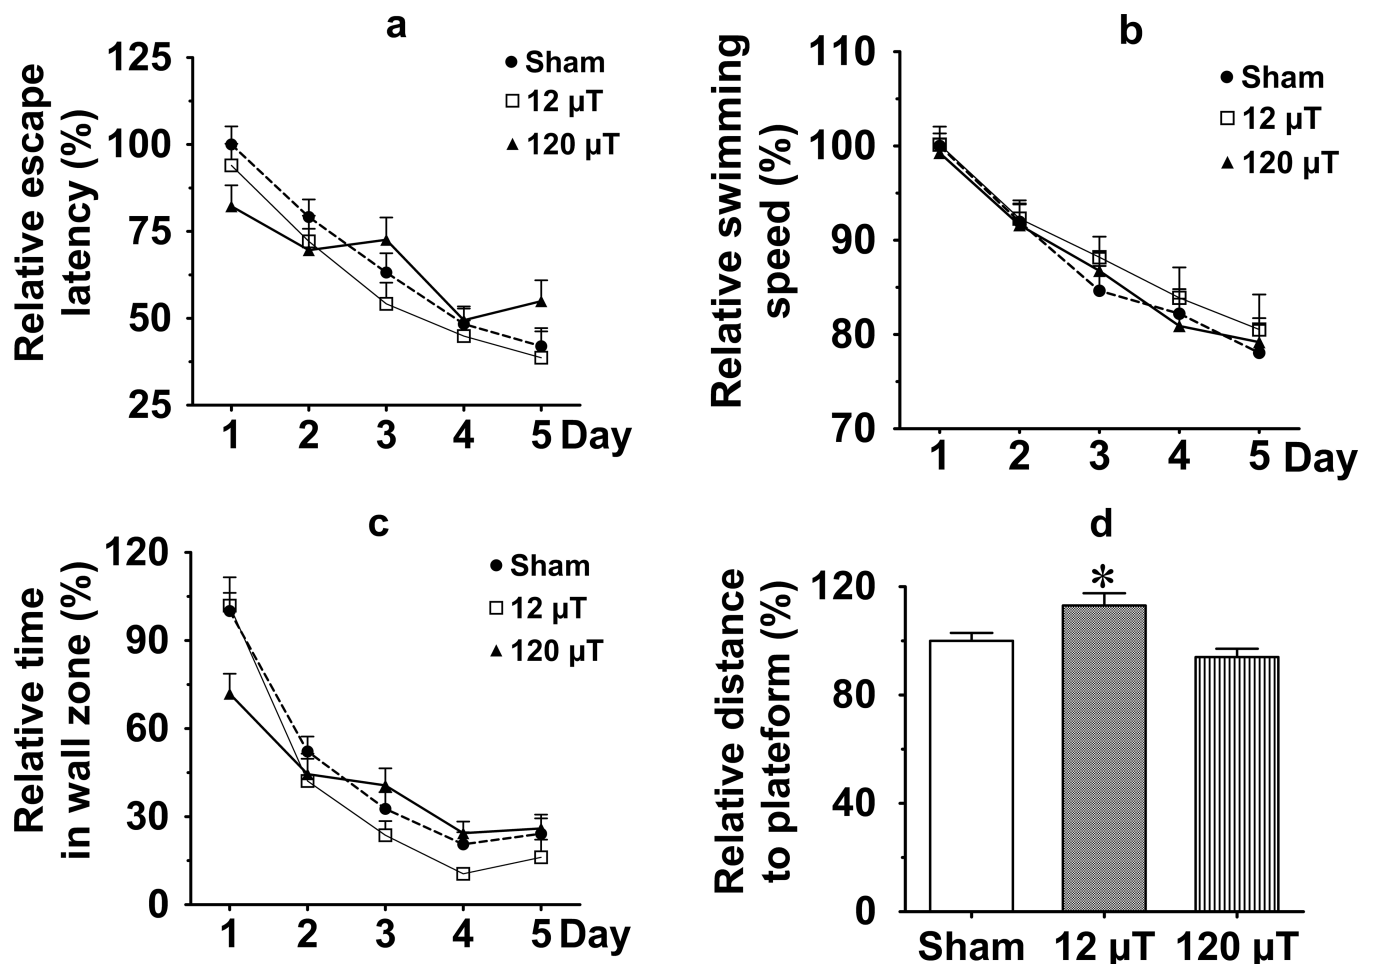 a
Relative escape
latency (%)
125
100
75
50
25
1 2 3 4 5 Day
Sham
12 µT
120 µT
b
Relative swimming
speed (%)
110
100
90
80
70
1 2 3 4 5 Day
Sham
12 µT
120 µT
c
Relative time
in wall zone (%)
120
90
60
30
0
1 2 3 4 5 Day
Sham
12 µT
120 µT
d
Relative distance
to plateform (%)
120
80
40
0
*
Sham 12 µT 120 µT